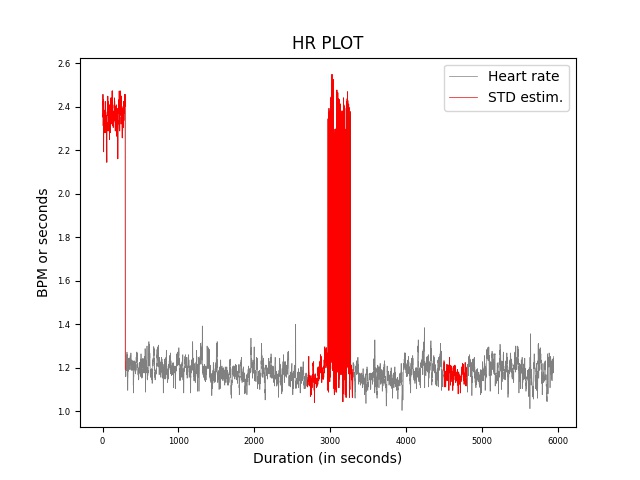 HR PLOT
Heart rate
STD estim.
BPM or seconds
2.6
2.4
2.2
2.0
1.8
1.6
1.4
1.2
1.0
0 1000 2000 3000 4000 5000 6000
Duration (in seconds)